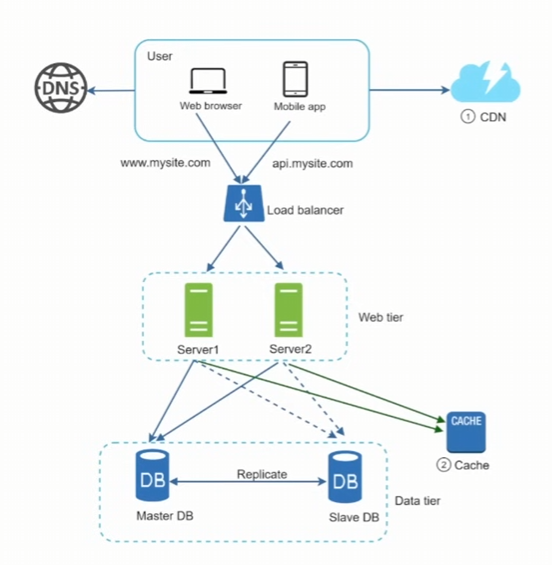 User
DNS
Web browser
Mobile app
① CDN
www.mysite.com
api.mysite.com
Load balancer
Server1
Server2
Web tier
CACHE
② Cache
DB
Replicate
DB
Master DB
Slave DB
Data tier